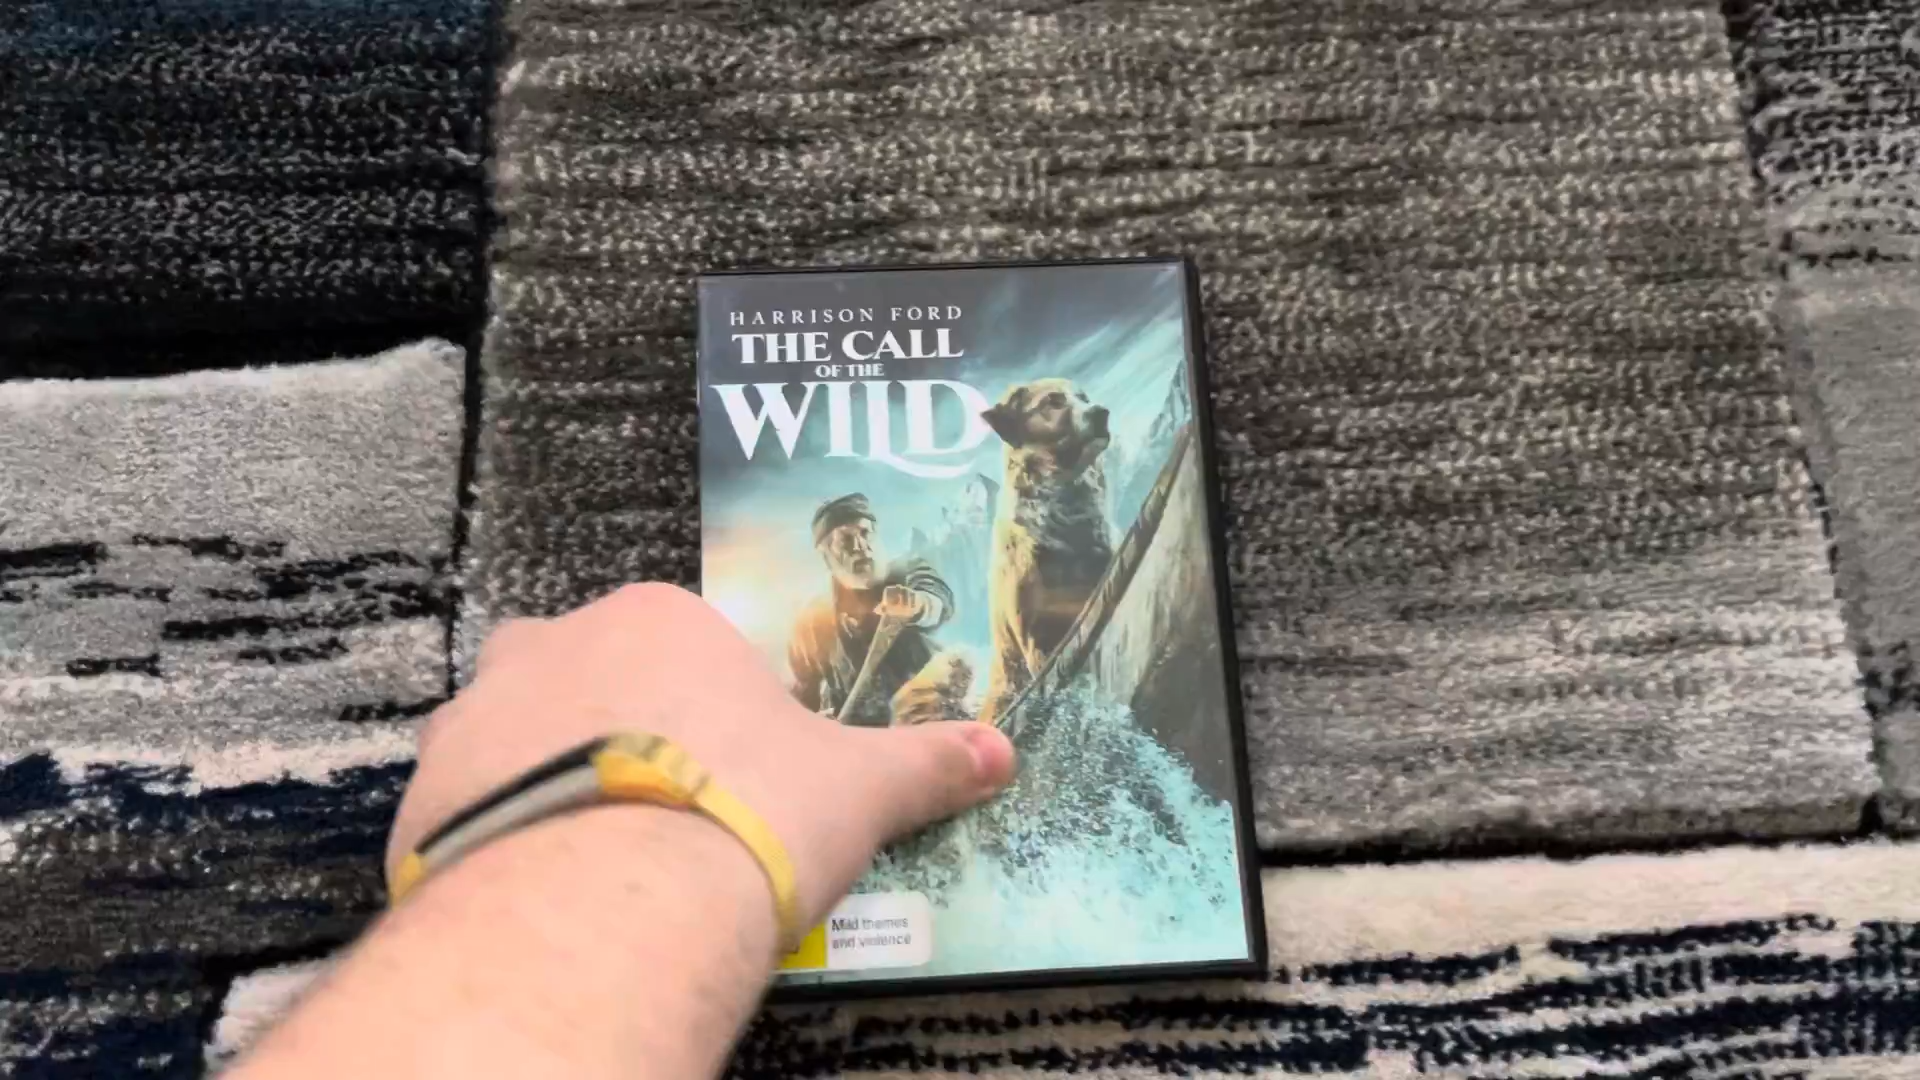 HARRISON FORD
THE CALL
OF THE
WILD
Mild themes
and violence